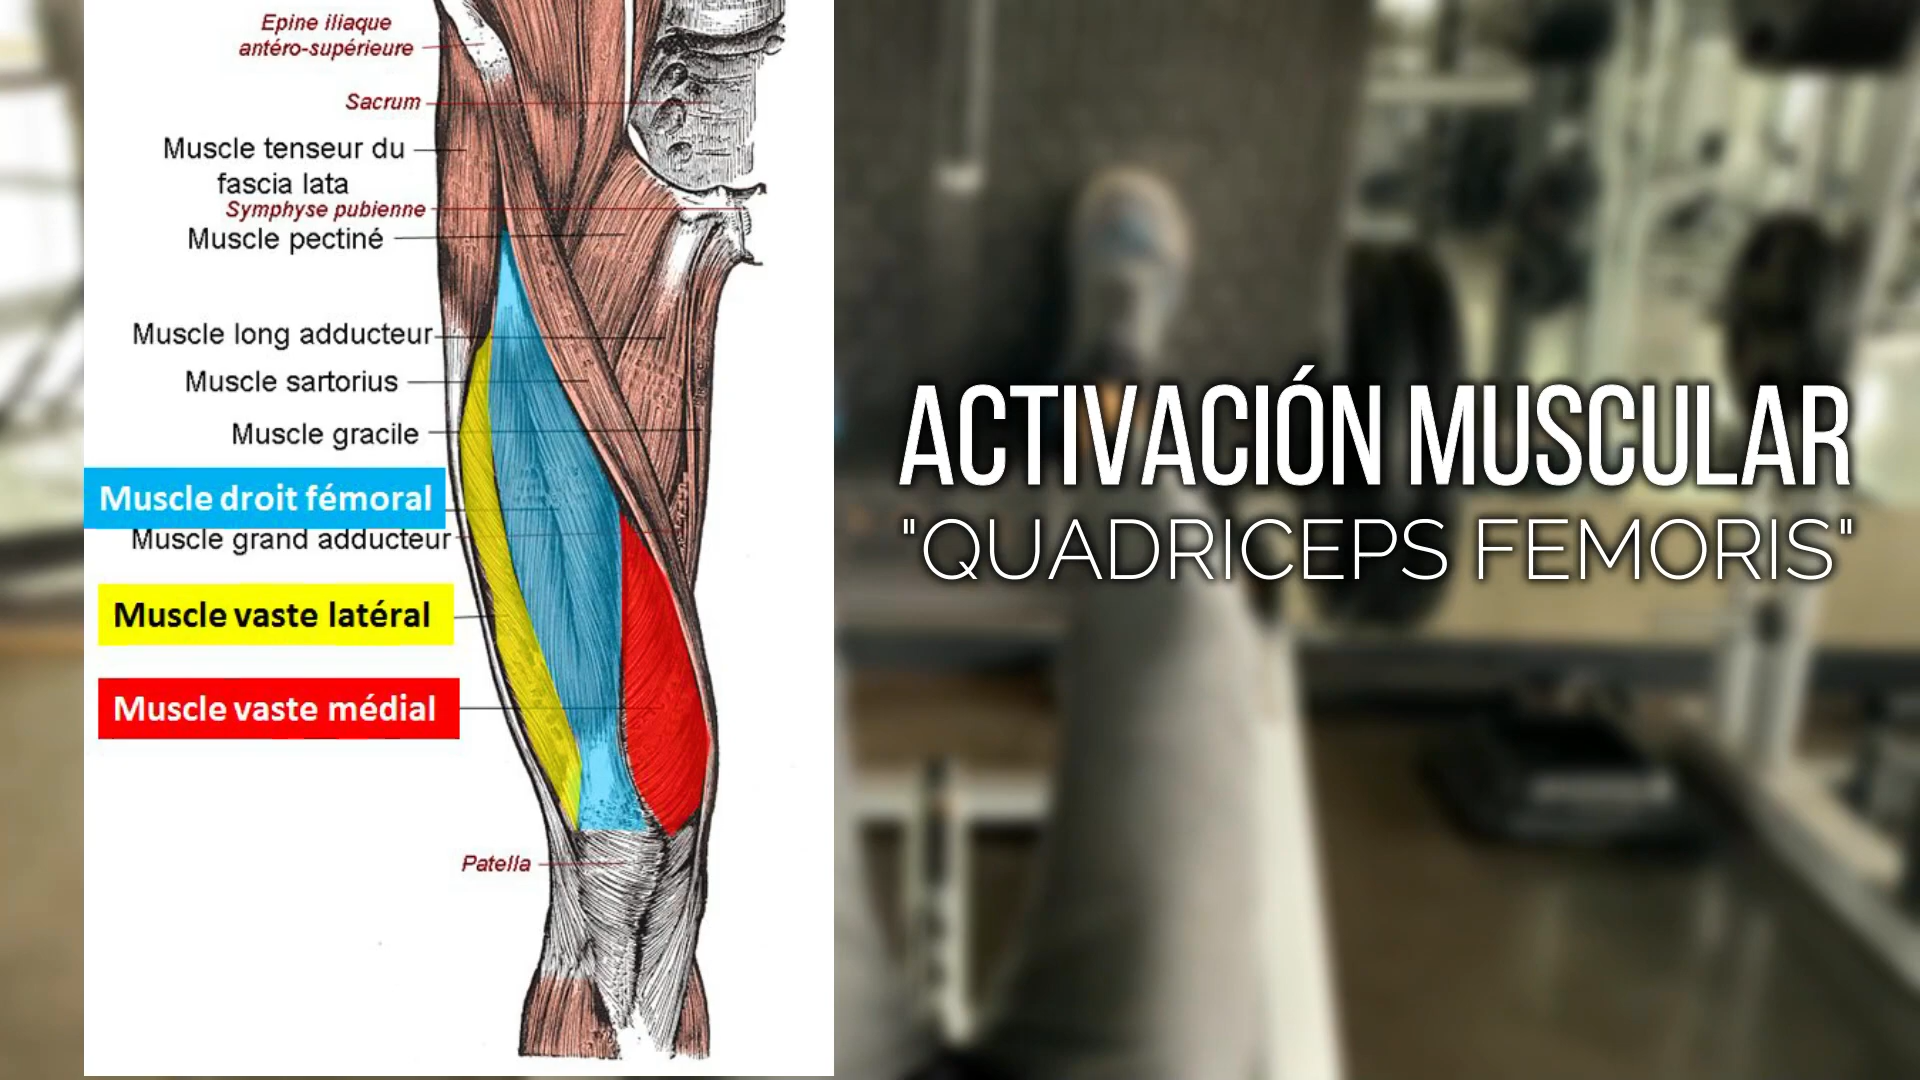 Epine iliaque
antéro-supérieure
Sacrum
Muscle tenseur du
fascia lata
Symphyse pubienne
Muscle pectiné
Muscle long adducteur
Muscle sartorius
Muscle gracile
Muscle droit fémoral
Muscle grand adducteur
Muscle vaste latéral
Muscle vaste médial
Patella
ACTIVACIÓN MUSCULAR
"QUADRICEPS FEMORIS"